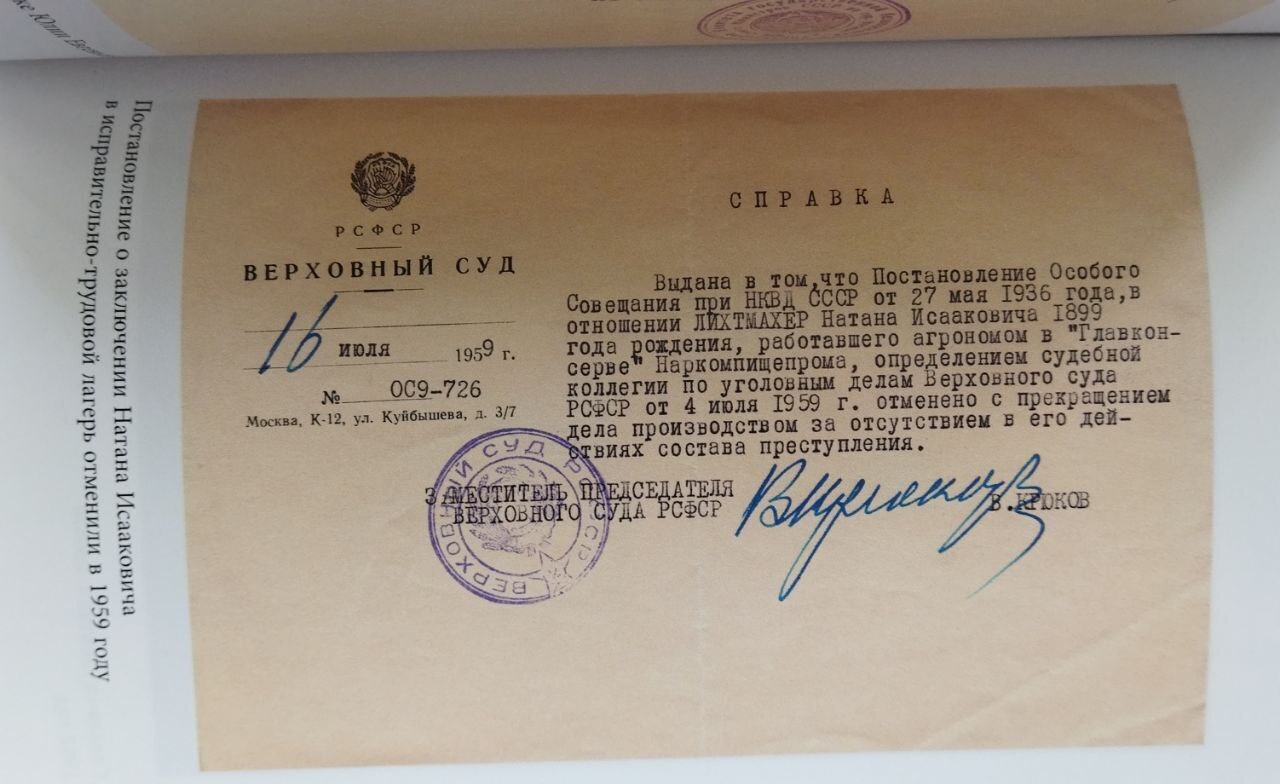 РСФСР
ВЕРХОВНЫЙ СУД
16 июля 1959 г.
№ ОС9-726
Москва, К-12, ул. Куйбышева, д. 3/7
СПРАВКА
Выдана в том,что Постановление Особого
Совещания при НКВД СССР от 27 мая 1936 года,в
отношении ЛИХТМАХЕР Натана Исааковича 1899
года рождения, работавшего агрономом в "Главкон-
серве" Наркомпищепрома, определением судебной
коллегии по уголовным делам Верховного суда
РСФСР от 4 июля 1959 г. отменено с прекращением
дела производством за отсутствием в его дей-
ствиях состава преступления.
ЗАМЕСТИТЕЛЬ ПРЕДСЕДАТЕЛЯ
ВЕРХОВНОГО СУДА РСФСР
В.КРЮКОВ
ВЕРХОВНЫЙ СУД РСФСР
Постановление о заключении Натана Исааковича
в исправительно-трудовой лагерь отменили в 1959 году